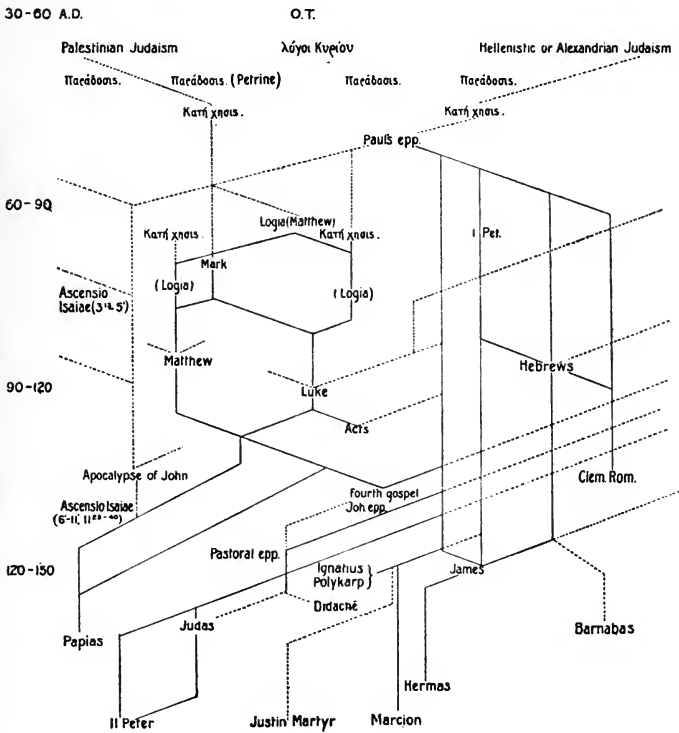 30-60 A.D.
O.T.
Palestinian Judaism
λόγοι Κυρίου
Hellenistic or Alexandrian Judaism
Παράδοσις.
Παράδοσις. (Petrine)
Παράδοσις.
Παράδοσις.
Κατήχησις.
Κατήχησις.
Paul's epp.
60-90
Logia (Matthew)
Κατήχησις.
Κατήχησις.
I Pet.
Mark
(Logia)
(Logia)
Ascensio
Isaiae (3¹³-5¹)
Matthew
Hebrews
90-120
Luke
Acts
Apocalypse of John
Clem. Rom.
Fourth gospel
Joh. epp.
Ascensio Isaiae
(6¹-11¹, 11²³⁻⁴⁰)
Pastoral epp.
120-150
Ignatius
Polykarp }
James
Didaché
Papias
Judas
Barnabas
Hermas
II Peter
Justin Martyr
Marcion